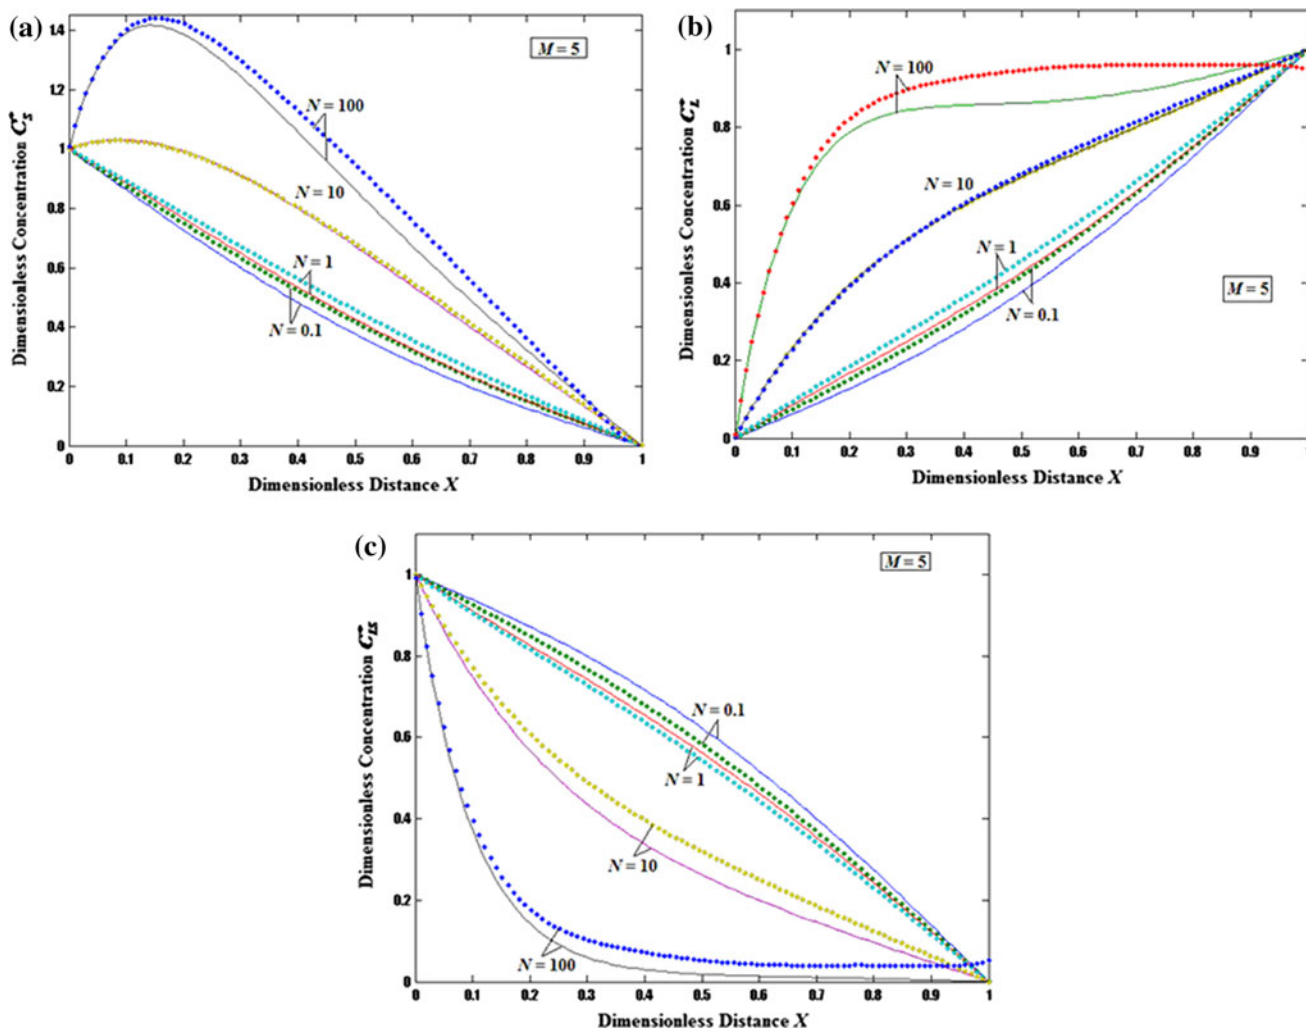 (a)
Dimensionless Concentration C*S
14
1.2
1
0.8
0.6
0.4
0.2
0
M = 5
N = 100
N = 10
N = 1
N = 0.1
0 0.1 0.2 0.3 0.4 0.5 0.6 0.7 0.8 0.9 1
Dimensionless Distance X
(b)
Dimensionless Concentration C*L
1
0.8
0.6
0.4
0.2
0
N = 100
N = 10
N = 1
N = 0.1
M = 5
0 0.1 0.2 0.3 0.4 0.5 0.6 0.7 0.8 0.9 1
Dimensionless Distance X
(c)
Dimensionless Concentration C*LS
1
0.8
0.6
0.4
0.2
0
M = 5
N = 0.1
N = 1
N = 10
N = 100
0 0.1 0.2 0.3 0.4 0.5 0.6 0.7 0.8 0.9 1
Dimensionless Distance X